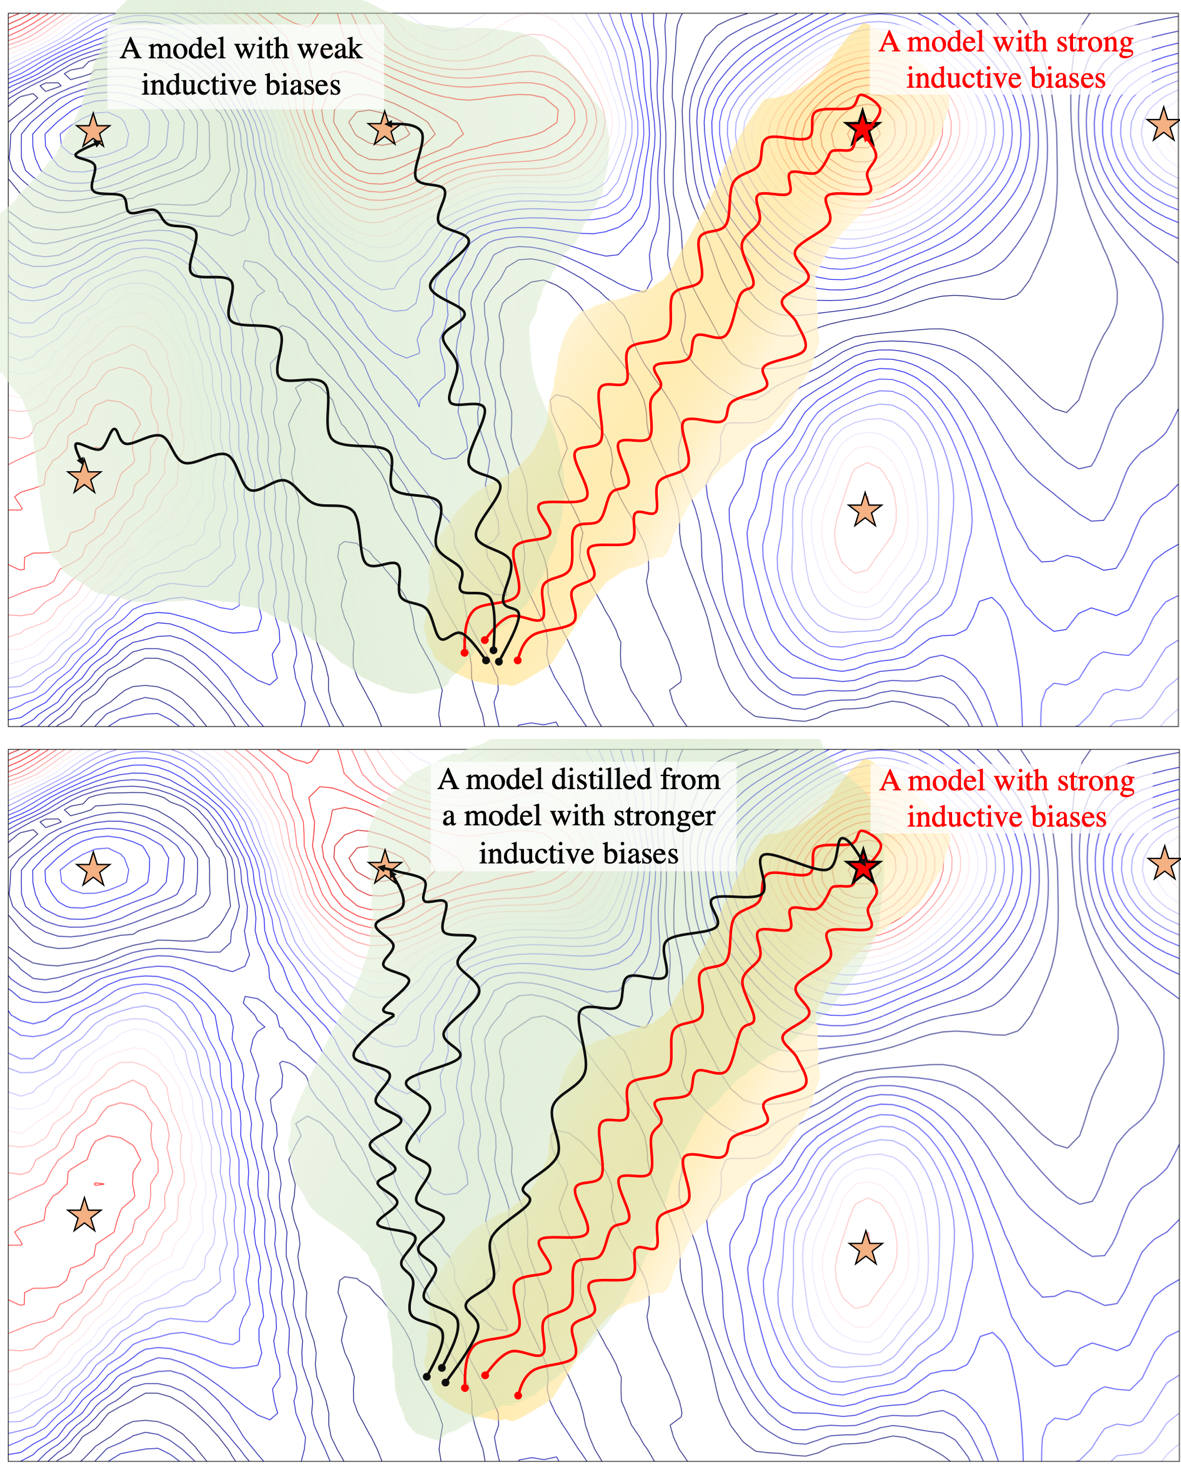 A model with weak
inductive biases
A model with strong
inductive biases
A model distilled from
a model with stronger
inductive biases
A model with strong
inductive biases